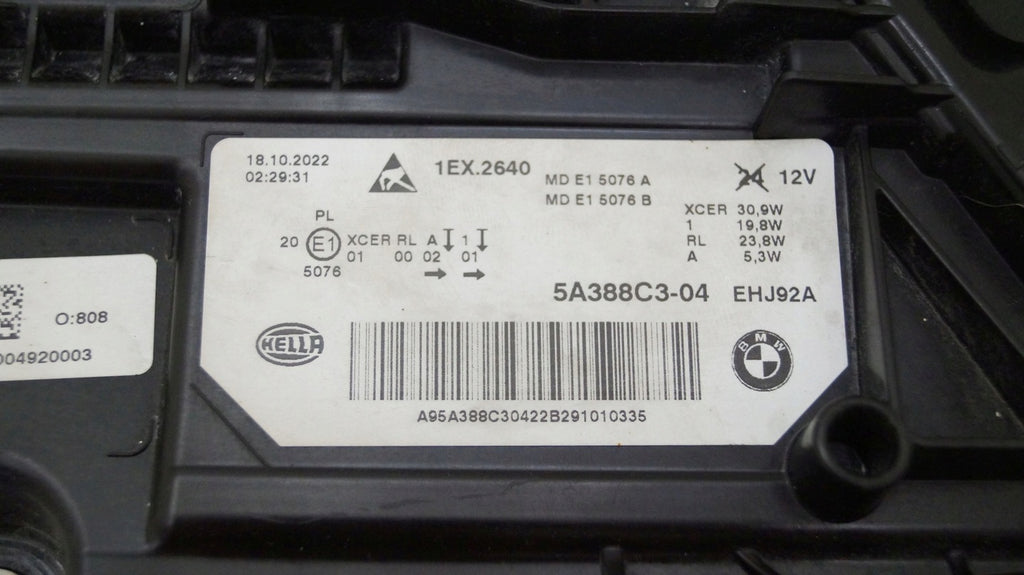 18.10.2022
02:29:31
1EX.2640
MD E1 5076 A
MD E1 5076 B
24 12V
XCER 30,9W
1 19,8W
RL 23,8W
A 5,3W
PL
20 E1 XCER RL A 1
01 00 02 01
5076
5A388C3-04 EHJ92A
HELLA
BMW
A95A388C30422B291010335
O:808
004920003